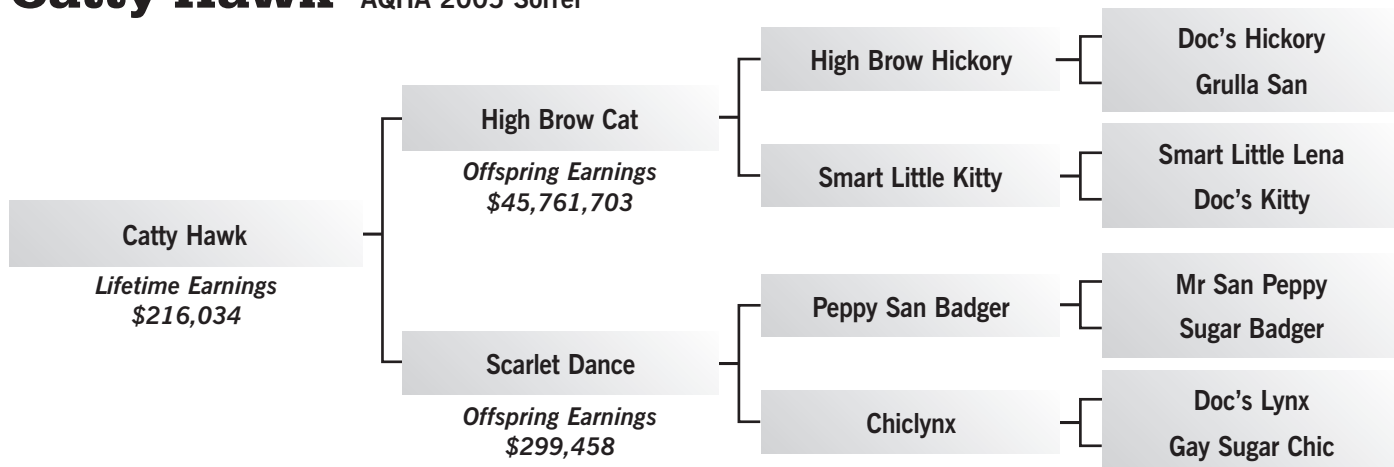 Catty Hawk AQHA 2005 Sorrel
High Brow Hickory
Doc's Hickory
Grulla San
High Brow Cat
Offspring Earnings
$45,761,703
Smart Little Kitty
Smart Little Lena
Doc's Kitty
Catty Hawk
Lifetime Earnings
$216,034
Peppy San Badger
Mr San Peppy
Sugar Badger
Scarlet Dance
Offspring Earnings
$299,458
Chiclynx
Doc's Lynx
Gay Sugar Chic